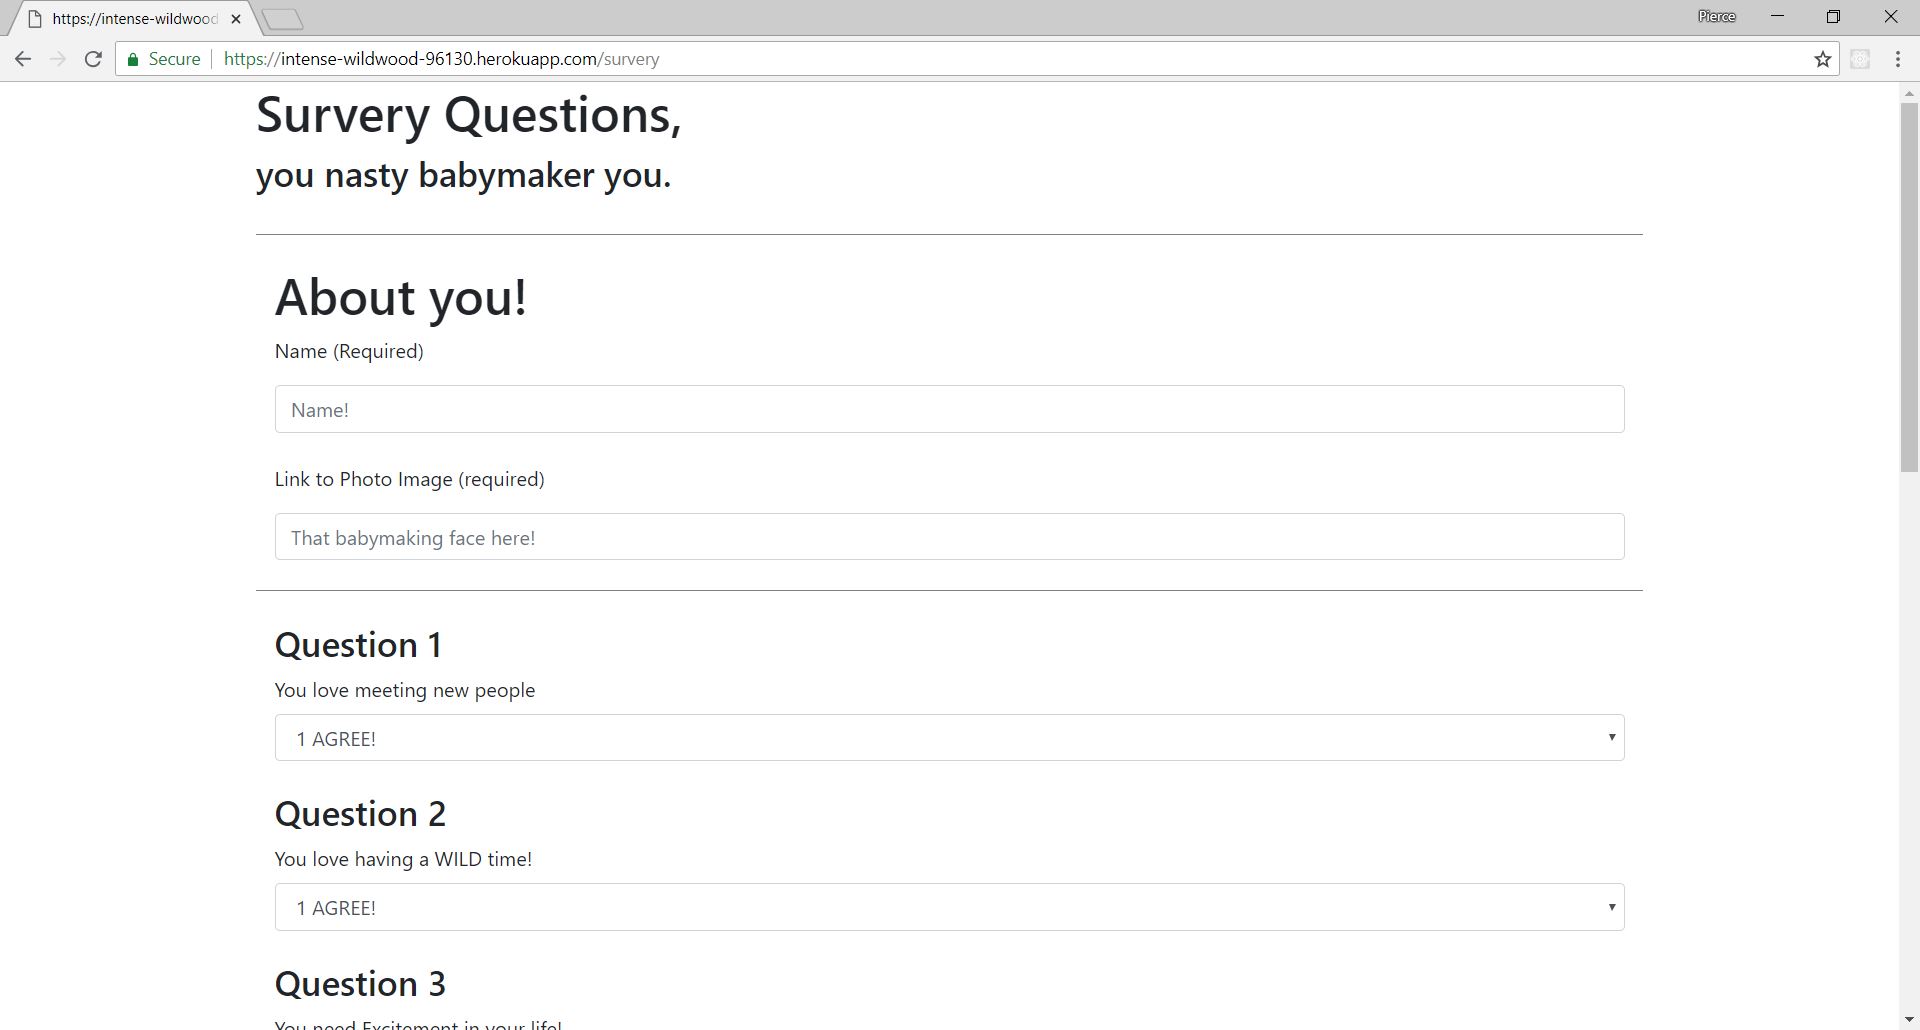 https://intense-wildwood
Pierce
Secure
https://intense-wildwood-96130.herokuapp.com/survery
Survery Questions,
you nasty babymaker you.
About you!
Name (Required)
Name!
Link to Photo Image (required)
That babymaking face here!
Question 1
You love meeting new people
1 AGREE!
Question 2
You love having a WILD time!
1 AGREE!
Question 3
You need Excitement in your life!